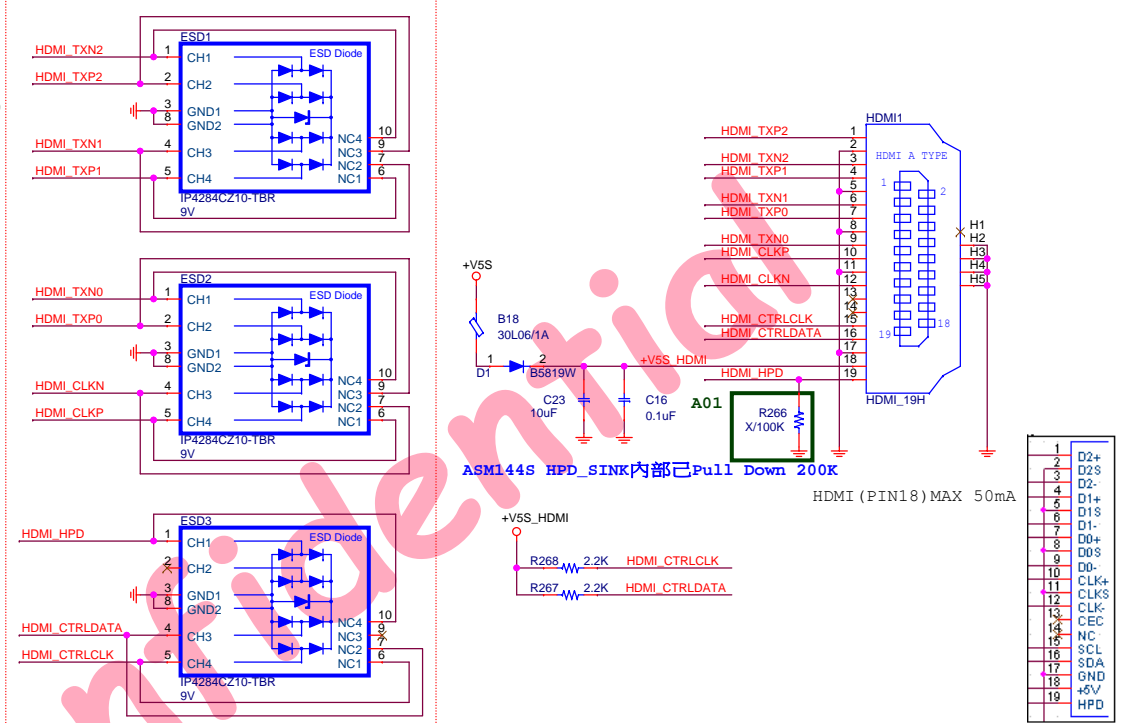 ESD1
ESD Diode
HDMI_TXN2 1 CH1
HDMI_TXP2 2 CH2
3 GND1
8 GND2
HDMI_TXN1 4 CH3
HDMI_TXP1 5 CH4
NC4 10
NC3 9
NC2 7
NC1 6
IP4284CZ10-TBR
9V
ESD2
ESD Diode
HDMI_TXN0 1 CH1
HDMI_TXP0 2 CH2
3 GND1
8 GND2
HDMI_CLKN 4 CH3
HDMI_CLKP 5 CH4
NC4 10
NC3 9
NC2 7
NC1 6
IP4284CZ10-TBR
9V
ESD3
ESD Diode
HDMI_HPD 1 CH1
2 CH2
3 GND1
8 GND2
HDMI_CTRLDATA 4 CH3
HDMI_CTRLCLK 5 CH4
NC4 10
NC3 9
NC2 7
NC1 6
IP4284CZ10-TBR
9V
+V5S
B18
30L06/1A
1 2
D1 B5819W
+V5S_HDMI
C23
10uF
C16
0.1uF
A01
R266
X/100K
ASM144S HPD_SINK内部己Pull Down 200K
HDMI(PIN18)MAX 50mA
+V5S_HDMI
R268 2.2K HDMI_CTRLCLK
R267 2.2K HDMI_CTRLDATA
HDMI1
HDMI A TYPE
HDMI_TXP2 1
2
HDMI_TXN2 3
HDMI_TXP1 4
5
HDMI_TXN1 6
HDMI_TXP0 7
8
HDMI_TXN0 9
HDMI_CLKP 10
11
HDMI_CLKN 12
13
14
HDMI_CTRLCLK 15
HDMI_CTRLDATA 16
17
18
HDMI_HPD 19
1
2
18
19
H1
H2
H3
H4
H5
HDMI_19H
1 D2+
2 D2S
3 D2-
4 D1+
5 D1S
6 D1-
7 D0+
8 D0S
9 D0-
10 CLK+
11 CLKS
12 CLK-
13 CEC
14 NC
15 SCL
16 SDA
17 GND
18 +5V
19 HPD
nfidential